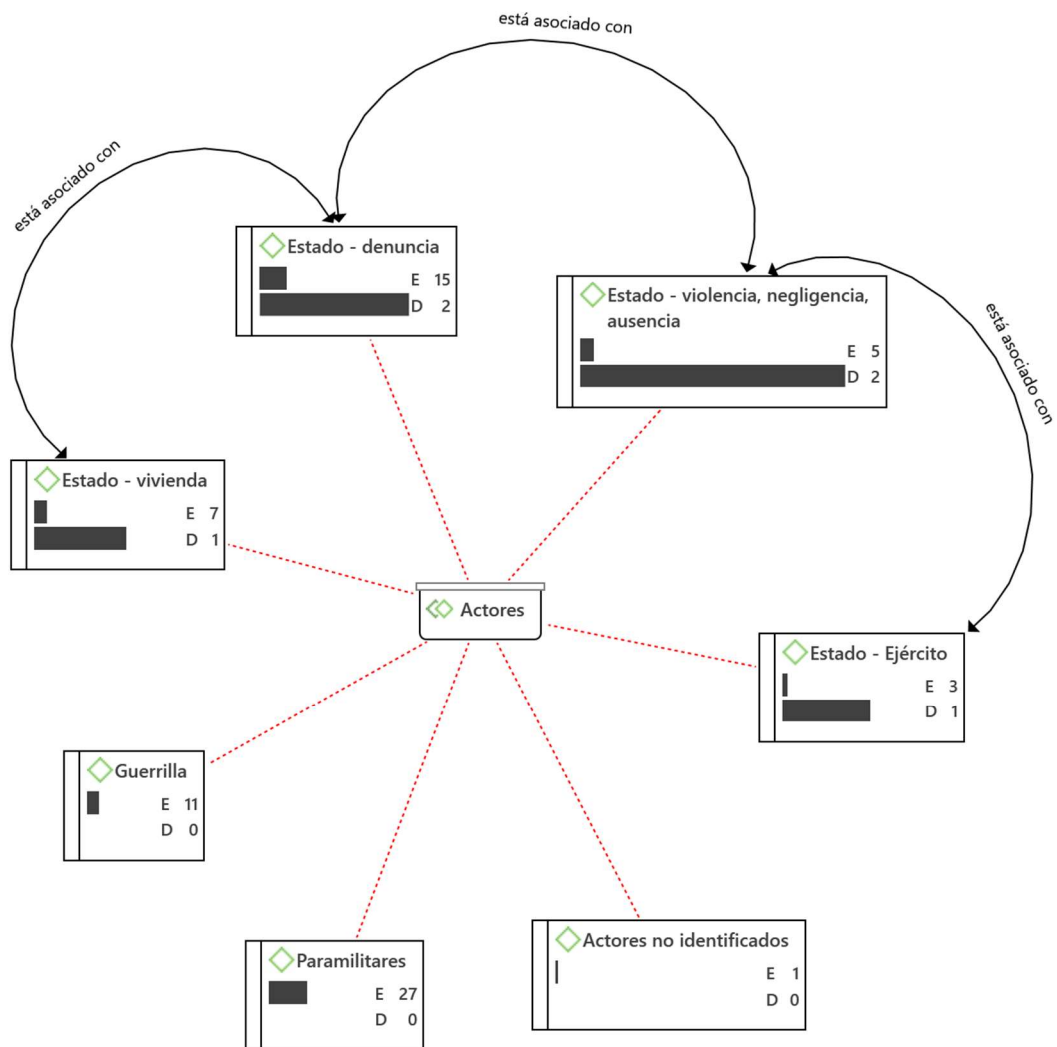 está asociado con
está asociado con
Estado - denuncia
E 15
D 2
Estado - violencia, negligencia,
ausencia
E 5
D 2
está asociado con
Estado - vivienda
E 7
D 1
Actores
Estado - Ejército
E 3
D 1
Guerrilla
E 11
D 0
Paramilitares
E 27
D 0
Actores no identificados
E 1
D 0